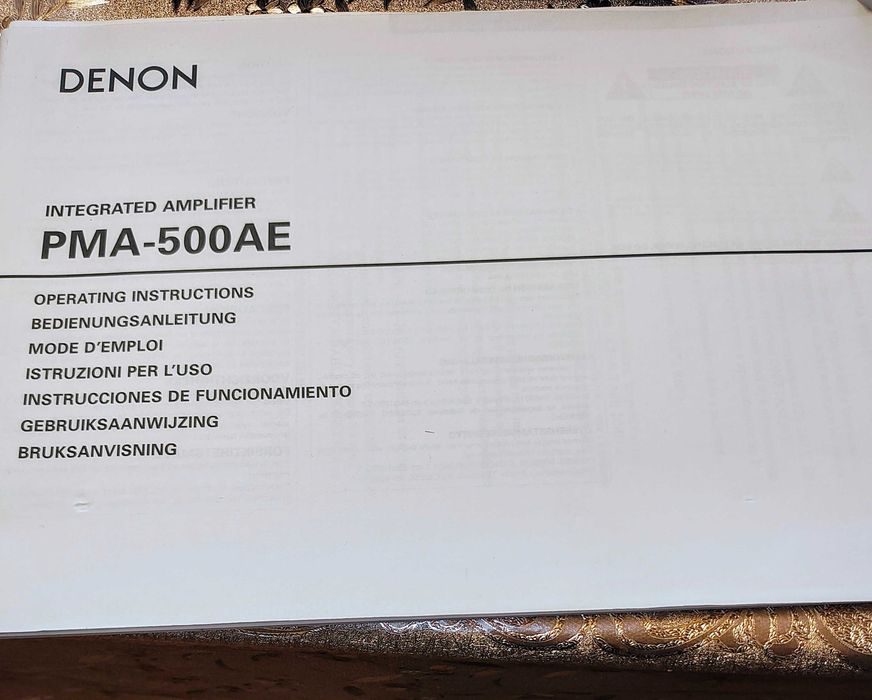 DENON
INTEGRATED AMPLIFIER
PMA-500AE
OPERATING INSTRUCTIONS
BEDIENUNGSANLEITUNG
MODE D'EMPLOI
ISTRUZIONI PER L'USO
INSTRUCCIONES DE FUNCIONAMIENTO
GEBRUIKSAANWIJZING
BRUKSANVISNING